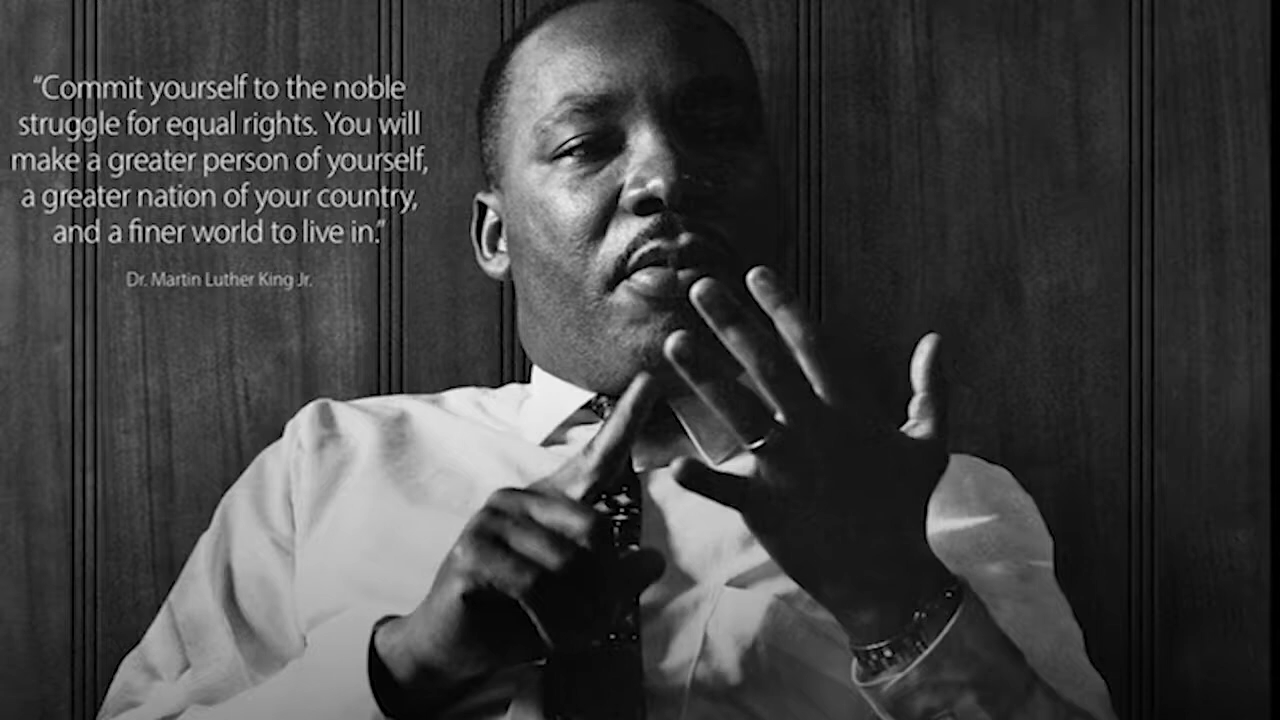 “Commit yourself to the noble
struggle for equal rights. You will
make a greater person of yourself,
a greater nation of your country,
and a finer world to live in.”
Dr. Martin Luther King Jr.